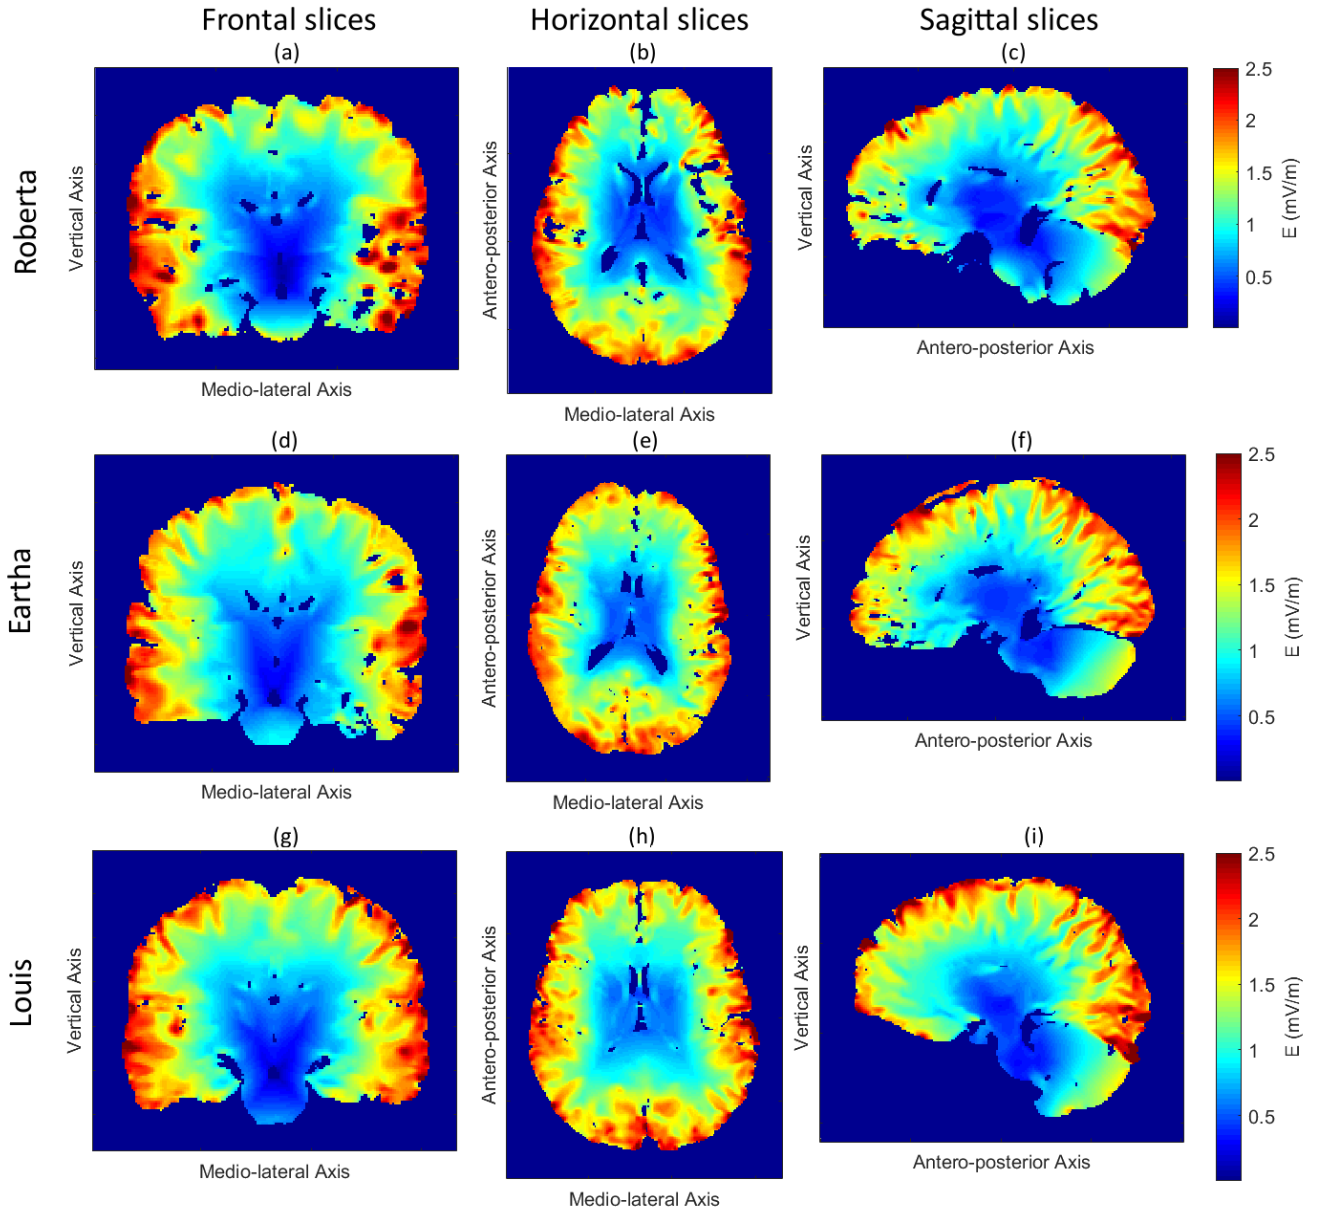 Frontal slices
Horizontal slices
Sagittal slices
(a)
(b)
(c)
Roberta
Vertical Axis
Medio-lateral Axis
Antero-posterior Axis
Medio-lateral Axis
Vertical Axis
Antero-posterior Axis
2.5
2
1.5
1
0.5
E (mV/m)
(d)
(e)
(f)
Eartha
Vertical Axis
Medio-lateral Axis
Antero-posterior Axis
Medio-lateral Axis
Vertical Axis
Antero-posterior Axis
2.5
2
1.5
1
0.5
E (mV/m)
(g)
(h)
(i)
Louis
Vertical Axis
Medio-lateral Axis
Antero-posterior Axis
Medio-lateral Axis
Vertical Axis
Antero-posterior Axis
2.5
2
1.5
1
0.5
E (mV/m)